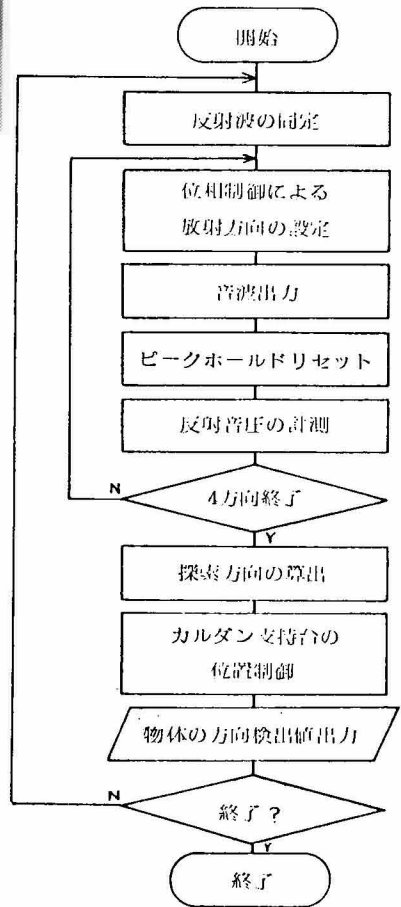 開始
反射波の同定
位相制御による
放射方向の設定
音波出力
ピークホールドリセット
反射音圧の計測
N
4方向終了
Y
探索方向の算出
カルダン支持台の
位置制御
物体の方向検出値出力
N
終了？
Y
終了